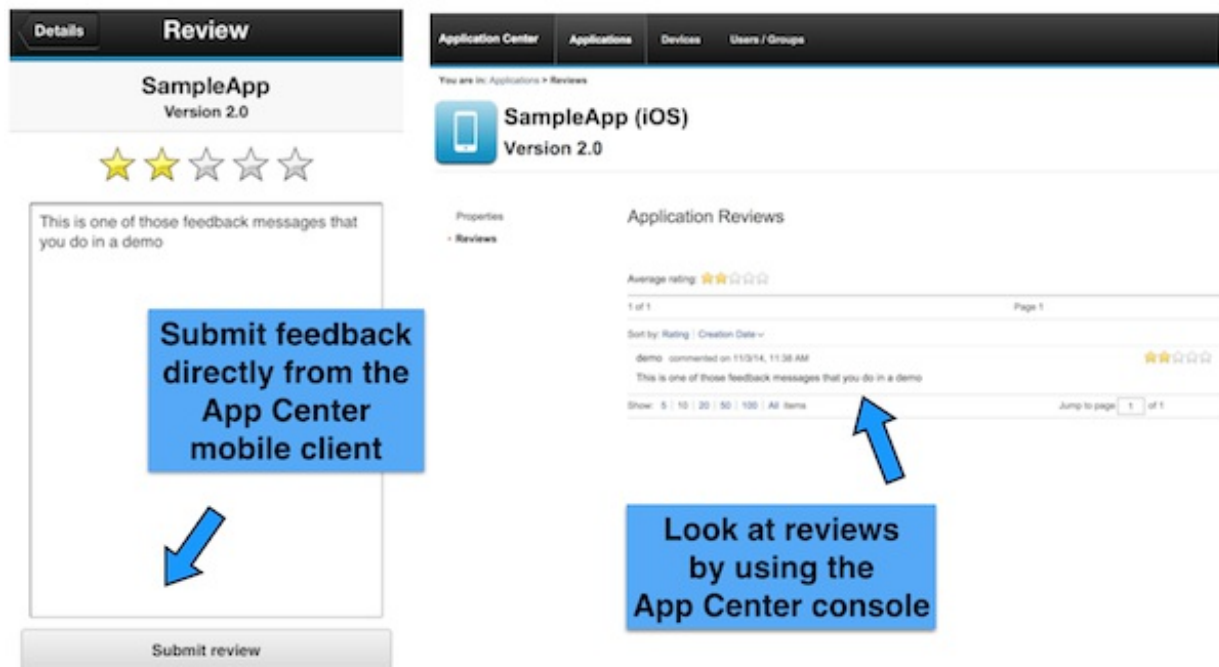 Details
Review
SampleApp
Version 2.0
This is one of those feedback messages that
you do in a demo
Submit feedback
directly from the
App Center
mobile client
Submit review
Application Center Applications Devices Users / Groups
You are in: Applications > Reviews
SampleApp (iOS)
Version 2.0
Properties
Reviews
Application Reviews
Average rating:
1 of 1 Page 1
Sort by: Rating | Creation Date
demo commented on 11/3/14, 11:38 AM
This is one of those feedback messages that you do in a demo
Show: 5 | 10 | 20 | 50 | 100 | All items Jump to page 1 of 1
Look at reviews
by using the
App Center console